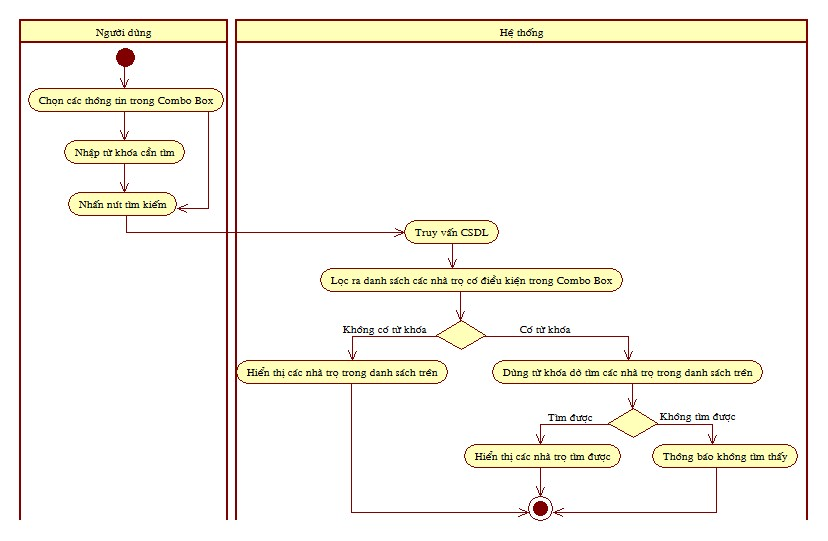 Người dùng
Hệ thống
Chọn các thông tin trong Combo Box
Nhập từ khóa cần tìm
Nhấn nút tìm kiếm
Truy vấn CSDL
Lọc ra danh sách các nhà trọ có điều kiện trong Combo Box
Không có từ khóa
Có từ khóa
Hiển thị các nhà trọ trong danh sách trên
Dùng từ khóa dò tìm các nhà trọ trong danh sách trên
Tìm được
Không tìm được
Hiển thị các nhà trọ tìm được
Thông báo không tìm thấy